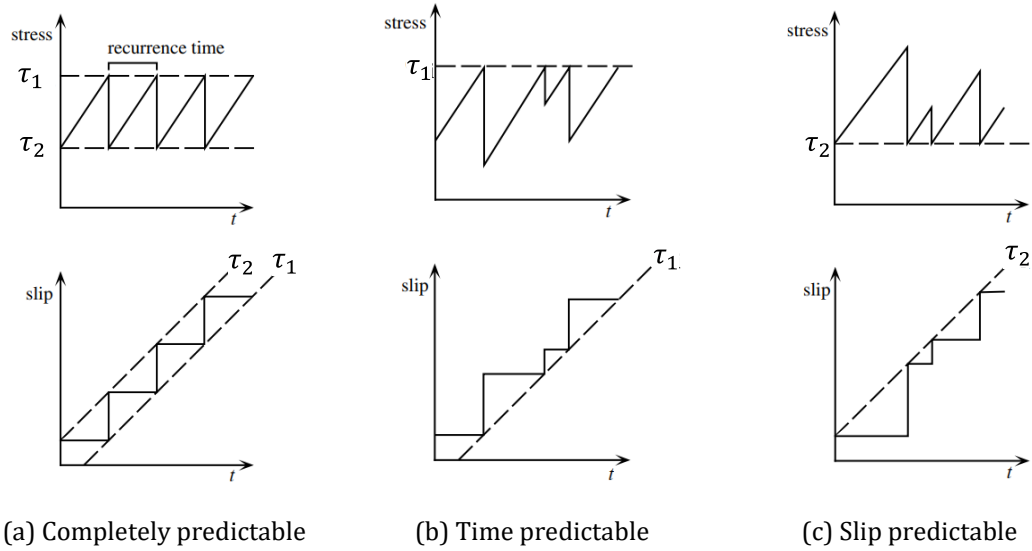 stress
recurrence time
τ1
τ2
t
stress
τ1
t
stress
τ2
t
slip
τ2
τ1
t
slip
τ1
t
slip
τ2
t
(a) Completely predictable
(b) Time predictable
(c) Slip predictable